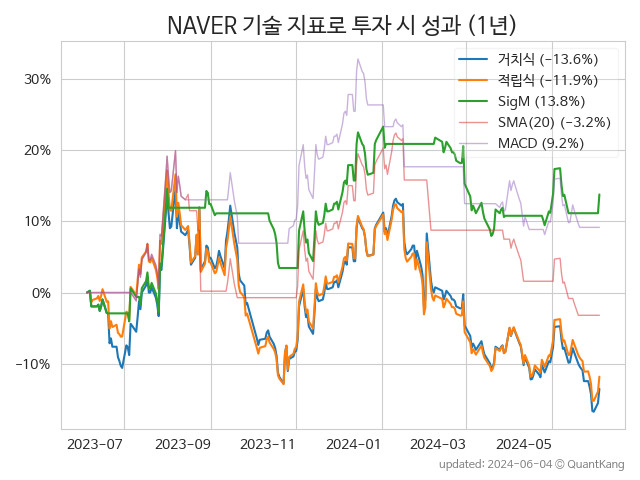 NAVER 기술 지표로 투자 시 성과 (1년)
거치식 (−13.6%)
적립식 (−11.9%)
SigM (13.8%)
SMA(20) (−3.2%)
MACD (9.2%)
30%
20%
10%
0%
−10%
2023-07 2023-09 2023-11 2024-01 2024-03 2024-05
updated: 2024-06-04 © QuantKang